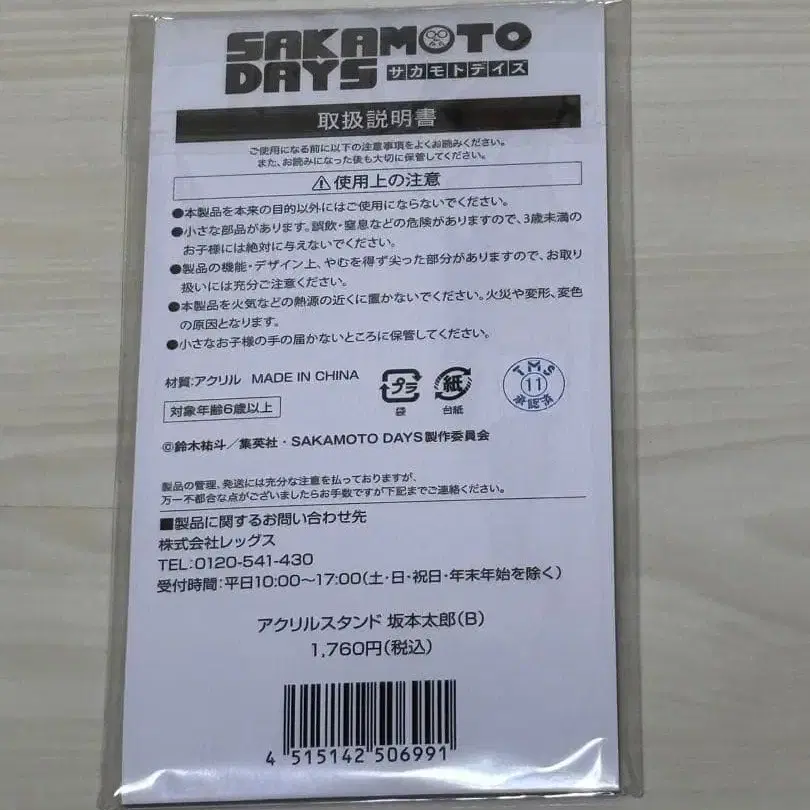 SAKAMOTO
DAYS サカモトデイズ
取扱説明書
ご使用になる前に以下の注意事項をよくお読みください。
また、お読みになった後も大切に保管してください。
⚠使用上の注意
●本製品を本来の目的以外にはご使用にならないでください。
●小さな部品があります。誤飲・窒息などの危険がありますので、3歳未満の
お子様には絶対に与えないでください。
●製品の機能・デザイン上、やむを得ず尖った部分がありますので、お取り
扱いには充分ご注意ください。
●本製品を火気などの熱源の近くに置かないでください。火災や変形、変色
の原因となります。
●小さなお子様の手の届かないところに保管してください。
材質:アクリル MADE IN CHINA
対象年齢6歳以上
プラ
袋
紙
台紙
TMS
11
承認済
©鈴木祐斗/集英社・SAKAMOTO DAYS製作委員会
製品の管理、発送には充分な注意を払っておりますが、
万一不都合な点がございましたらお手数ですが下記までご連絡ください。
■製品に関するお問い合わせ先
株式会社レッグス
TEL:0120-541-430
受付時間:平日10:00～17:00(土・日・祝日・年末年始を除く)
アクリルスタンド 坂本太郎(B)
1,760円(税込)
4 515142 506991